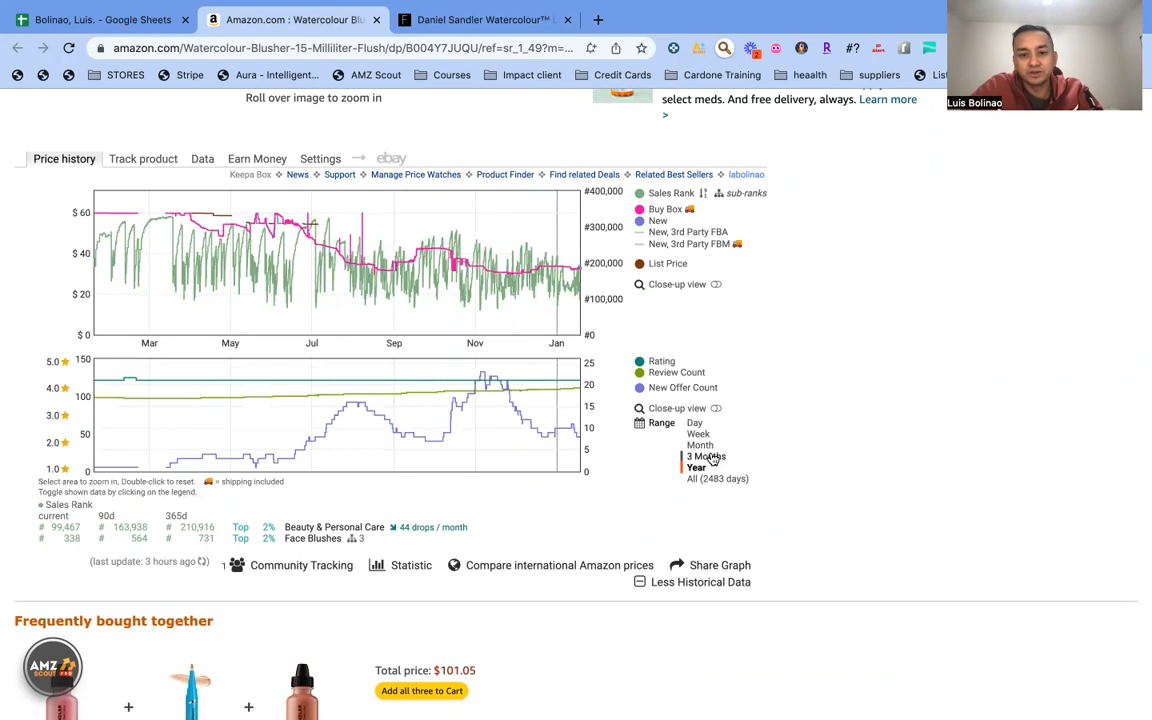 Bolinao, Luis. - Google Sheets
Amazon.com : Watercolour Blu
Daniel Sandler Watercolour™ L
amazon.com/Watercolour-Blusher-15-Milliliter-Flush/dp/B004Y7JUQU/ref=sr_1_49?m=...
STORES
Stripe
Aura - Intelligent...
AMZ Scout
Courses
Impact client
Credit Cards
Cardone Training
heaalth
suppliers
List
Luis Bolinao
Roll over image to zoom in
select meds. And free delivery, always. Learn more
>
Price history
Track product
Data
Earn Money
Settings
ebay
Keepa Box
News
Support
Manage Price Watches
Product Finder
Find related Deals
Related Best Sellers
labolinao
$ 60
$ 40
$ 20
$ 0
#400,000
#300,000
#200,000
#100,000
#0
Mar May Jul Sep Nov Jan
Sales Rank sub-ranks
Buy Box
New
New, 3rd Party FBA
New, 3rd Party FBM
List Price
Close-up view
5.0
4.0
3.0
2.0
1.0
150
100
50
0
25
20
15
10
5
0
Rating
Review Count
New Offer Count
Close-up view
Range
Day
Week
Month
3 Months
Year
All (2483 days)
Select area to zoom in. Double-click to reset. = shipping included
Toggle shown data by clicking on the legend.
Sales Rank
current 90d 365d
# 99,467 # 163,938 # 210,916 Top 2% Beauty & Personal Care 44 drops / month
# 338 # 564 # 731 Top 2% Face Blushes 3
(last update: 3 hours ago)
1 Community Tracking
Statistic
Compare international Amazon prices
Share Graph
Less Historical Data
Frequently bought together
AMZ
SCOUT PRO
+
+
Total price: $101.05
Add all three to Cart